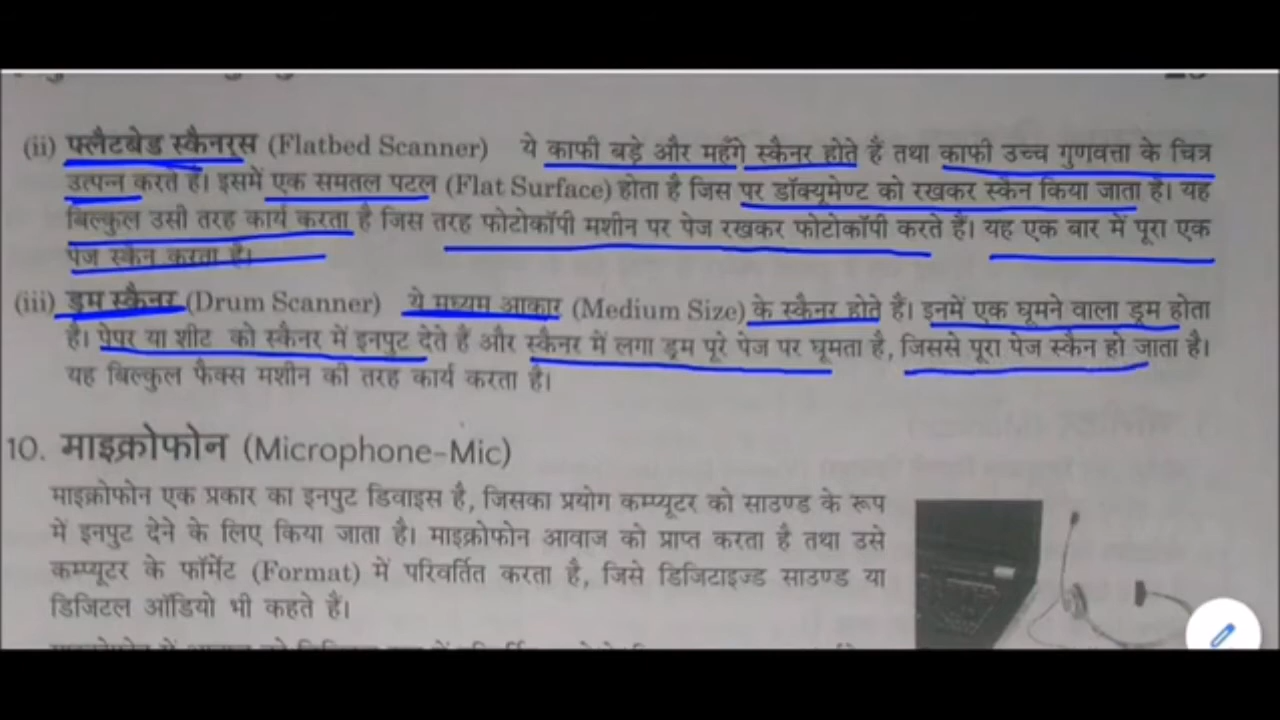 (ii) फ्लैटबेड स्कैनरस (Flatbed Scanner) ये काफी बड़े और महँगे स्कैनर होते हैं तथा काफी उच्च गुणवत्ता के चित्र
उत्पन्न करते हैं। इसमें एक समतल पटल (Flat Surface) होता है जिस पर डॉक्यूमेण्ट को रखकर स्कैन किया जाता है। यह
बिल्कुल उसी तरह कार्य करता है जिस तरह फोटोकॉपी मशीन पर पेज रखकर फोटोकॉपी करते हैं। यह एक बार में पूरा एक
पेज स्कैन करता है।
(iii) ड्रम स्कैनर (Drum Scanner) ये मध्यम आकार (Medium Size) के स्कैनर होते हैं। इनमें एक घूमने वाला ड्रम होता
है। पेपर या शीट को स्कैनर में इनपुट देते हैं और स्कैनर में लगा ड्रम पूरे पेज पर घूमता है, जिससे पूरा पेज स्कैन हो जाता है।
यह बिल्कुल फैक्स मशीन की तरह कार्य करता है।
10. माइक्रोफोन (Microphone-Mic)
माइक्रोफोन एक प्रकार का इनपुट डिवाइस है, जिसका प्रयोग कम्प्यूटर को साउण्ड के रूप
में इनपुट देने के लिए किया जाता है। माइक्रोफोन आवाज को प्राप्त करता है तथा उसे
कम्प्यूटर के फॉर्मेट (Format) में परिवर्तित करता है, जिसे डिजिटाइज्ड साउण्ड या
डिजिटल ऑडियो भी कहते हैं।